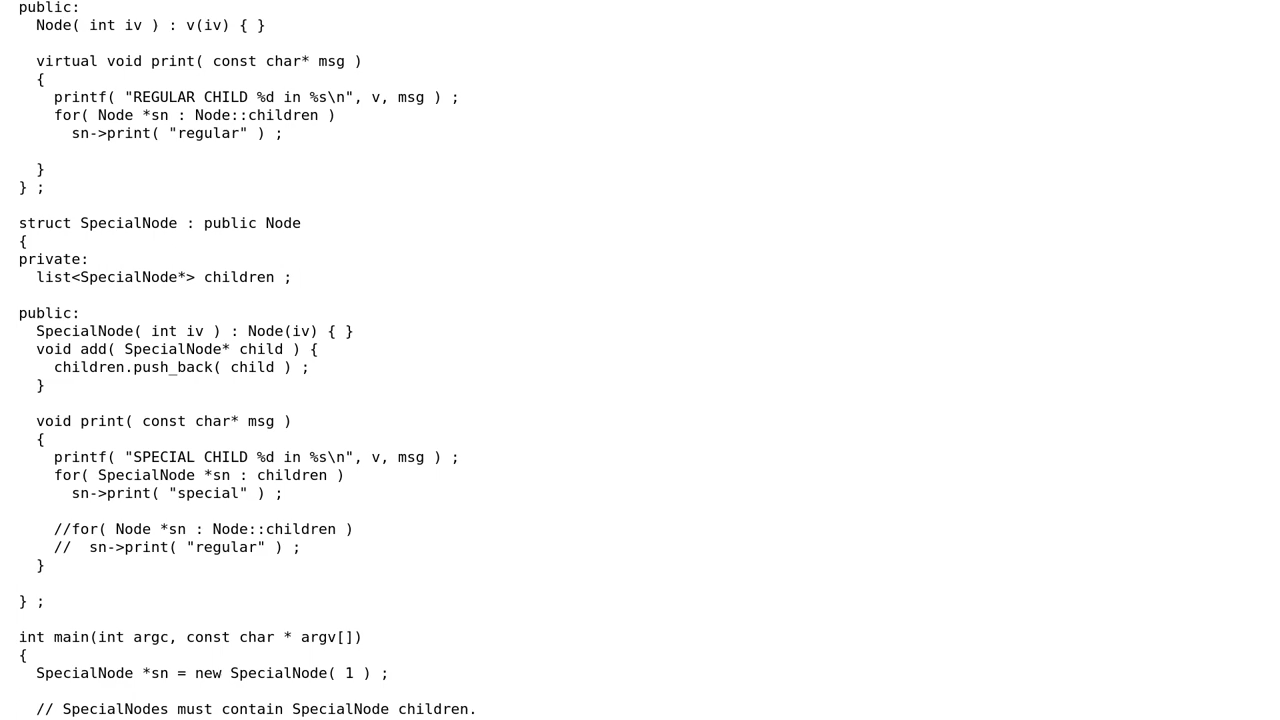 public:
  Node( int iv ) : v(iv) { }

  virtual void print( const char* msg )
  {
    printf( "REGULAR CHILD %d in %s\n", v, msg ) ;
    for( Node *sn : Node::children )
      sn->print( "regular" ) ;

  }
} ;

struct SpecialNode : public Node
{
private:
  list<SpecialNode*> children ;

public:
  SpecialNode( int iv ) : Node(iv) { }
  void add( SpecialNode* child ) {
    children.push_back( child ) ;
  }

  void print( const char* msg )
  {
    printf( "SPECIAL CHILD %d in %s\n", v, msg ) ;
    for( SpecialNode *sn : children )
      sn->print( "special" ) ;

    //for( Node *sn : Node::children )
    //  sn->print( "regular" ) ;
  }

} ;

int main(int argc, const char * argv[])
{
  SpecialNode *sn = new SpecialNode( 1 ) ;

  // SpecialNodes must contain SpecialNode children.